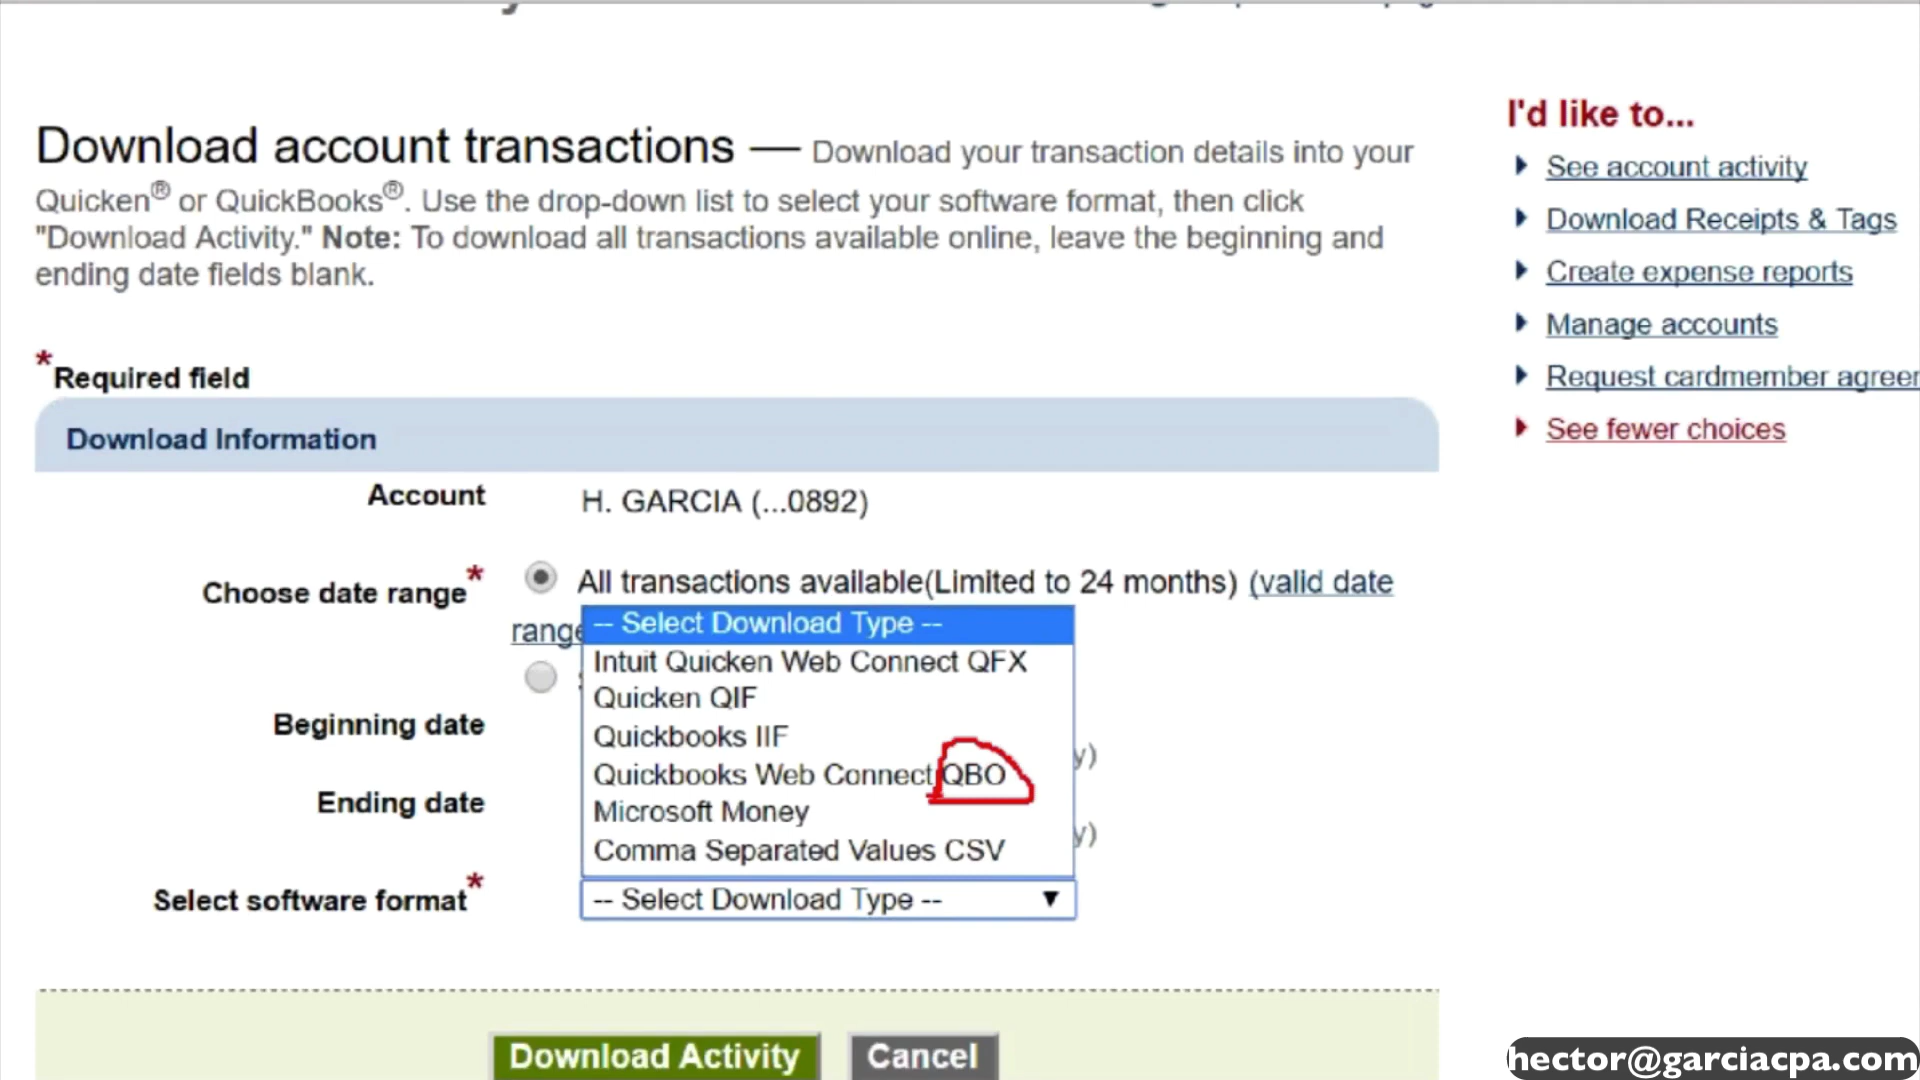 Download account transactions — Download your transaction details into your
Quicken® or QuickBooks®. Use the drop-down list to select your software format, then click
"Download Activity." Note: To download all transactions available online, leave the beginning and
ending date fields blank.
*Required field
Download Information
Account H. GARCIA (...0892)
Choose date range* All transactions available(Limited to 24 months) (valid date
range
-- Select Download Type --
Intuit Quicken Web Connect QFX
Quicken QIF
Quickbooks IIF
Quickbooks Web Connect QBO
Microsoft Money
Comma Separated Values CSV
Beginning date y)
Ending date y)
Select software format* -- Select Download Type --
Download Activity Cancel
I'd like to...
See account activity
Download Receipts & Tags
Create expense reports
Manage accounts
Request cardmember
See fewer choices
hector@garciacpa.com